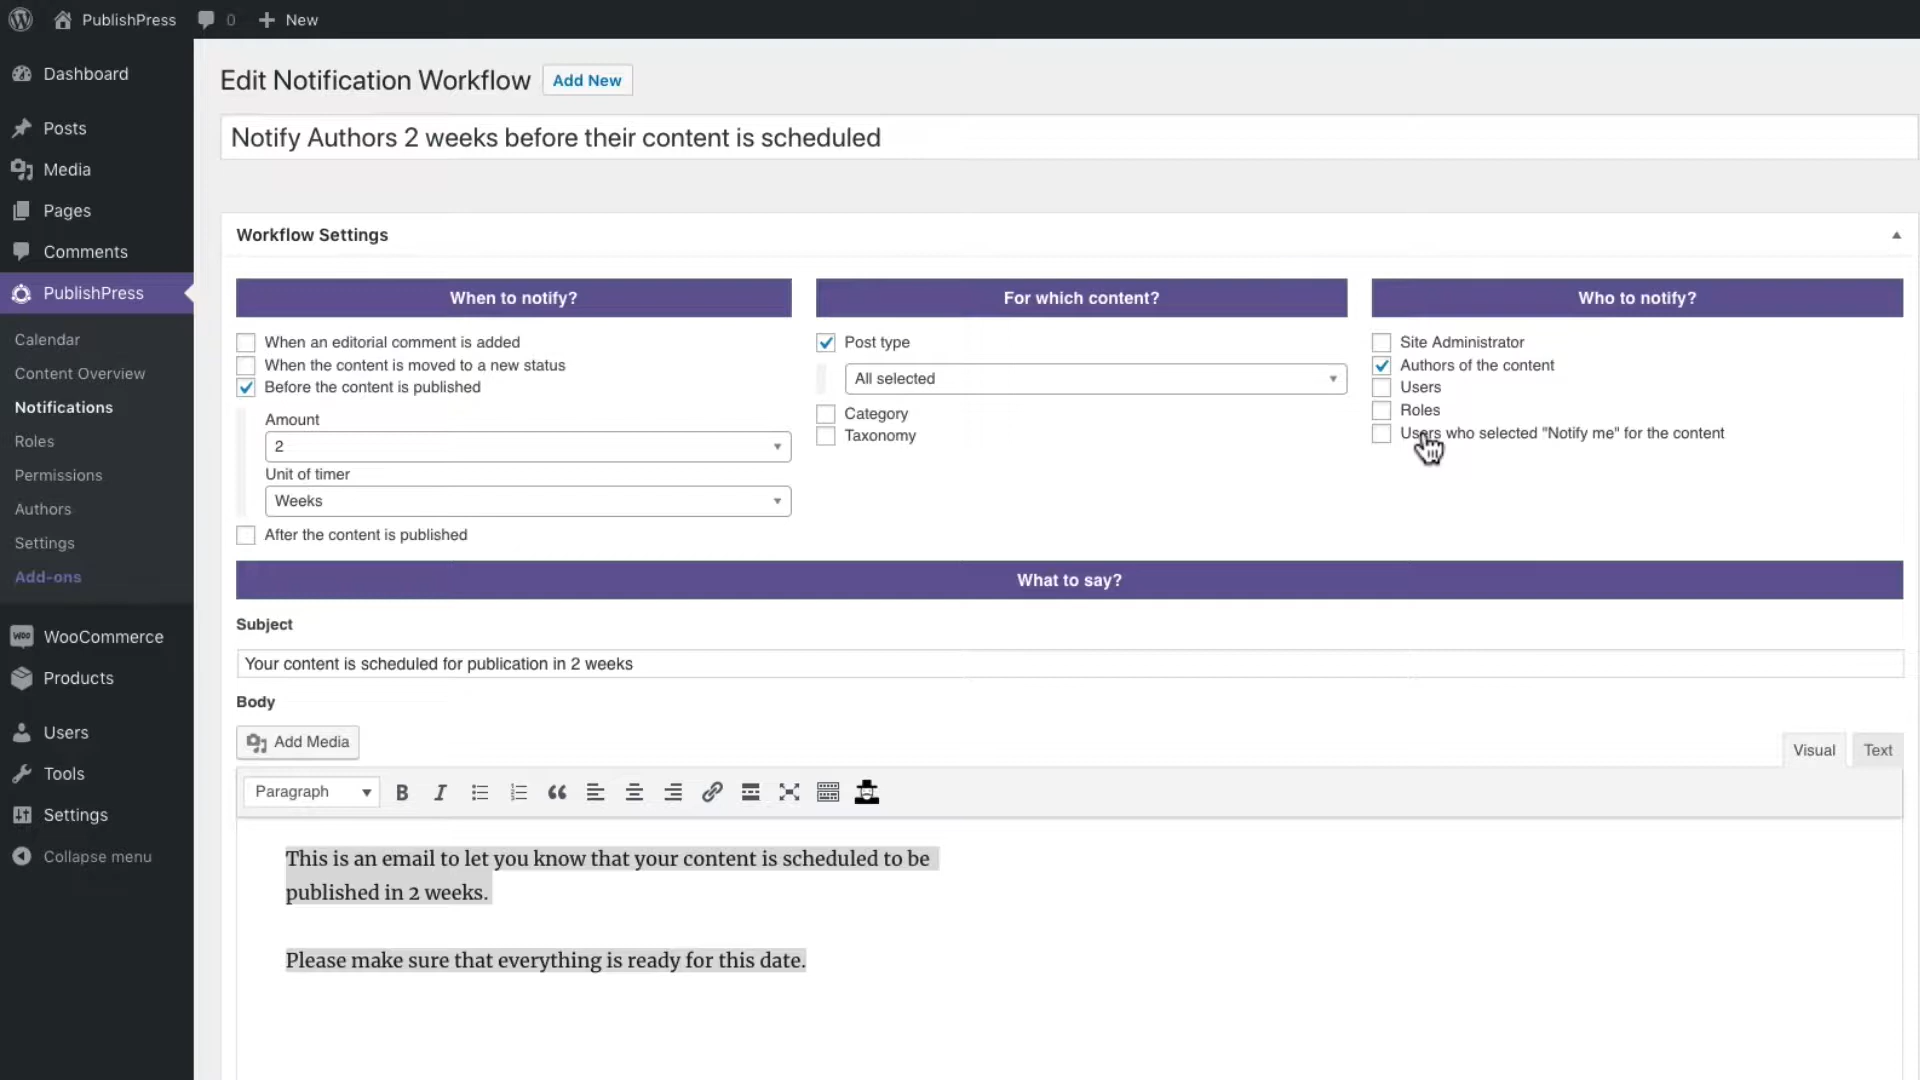 PublishPress
0
New
Dashboard
Posts
Media
Pages
Comments
PublishPress
Calendar
Content Overview
Notifications
Roles
Permissions
Authors
Settings
Add-ons
WooCommerce
Products
Users
Tools
Settings
Collapse menu
Edit Notification Workflow
Add New
Notify Authors 2 weeks before their content is scheduled
Workflow Settings
When to notify?
When an editorial comment is added
When the content is moved to a new status
Before the content is published
Amount
2
Unit of timer
Weeks
After the content is published
For which content?
Post type
All selected
Category
Taxonomy
Who to notify?
Site Administrator
Authors of the content
Users
Roles
Users who selected "Notify me" for the content
What to say?
Subject
Your content is scheduled for publication in 2 weeks
Body
Add Media
Visual
Text
Paragraph
This is an email to let you know that your content is scheduled to be
published in 2 weeks.
Please make sure that everything is ready for this date.